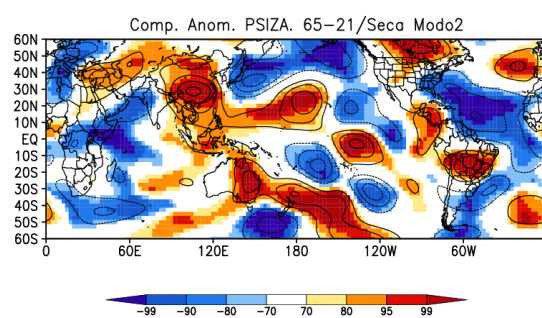 Comp. Anom. PSIZA. 65-21/Seca Modo2
60N
50N
40N
30N
20N
10N
EQ
10S
20S
30S
40S
50S
60S
0 60E 120E 180 120W 60W
-99 -90 -80 -70 70 80 95 99